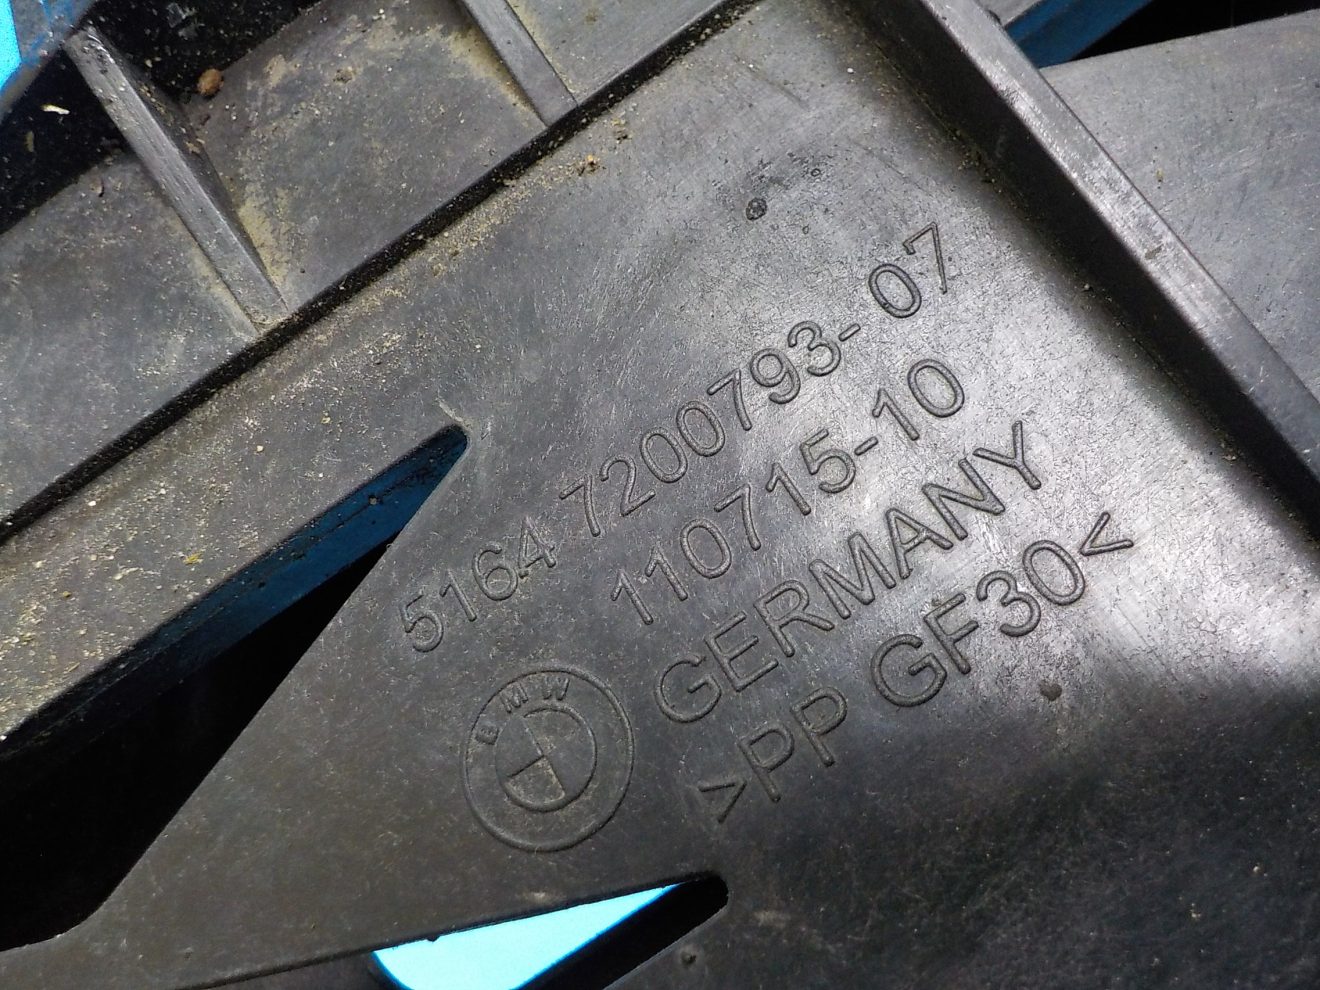 5164 7200793-07
110715-10
GERMANY
>PP GF30<
BMW